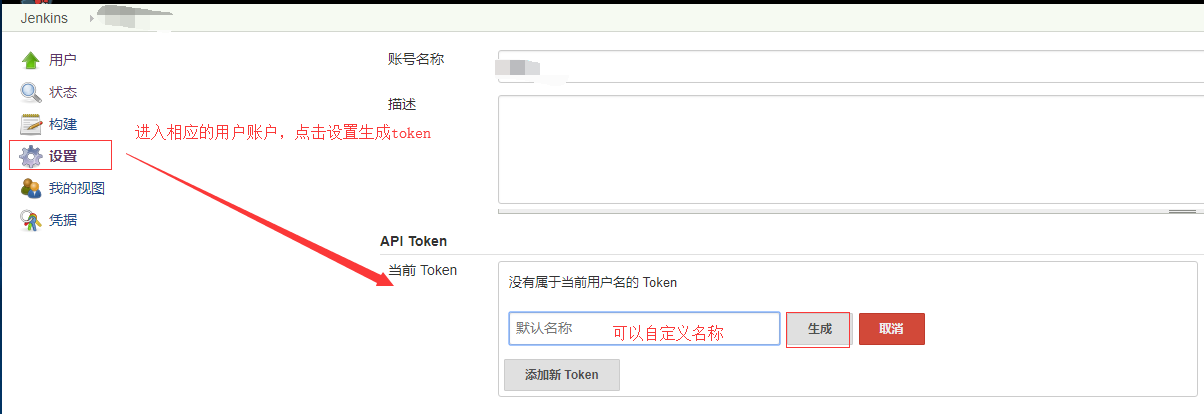 Jenkins
用户
状态
构建
设置
我的视图
凭据
账号名称
描述
进入相应的用户账户，点击设置生成token
API Token
当前 Token
没有属于当前用户名的 Token
默认名称
可以自定义名称
生成
取消
添加新 Token